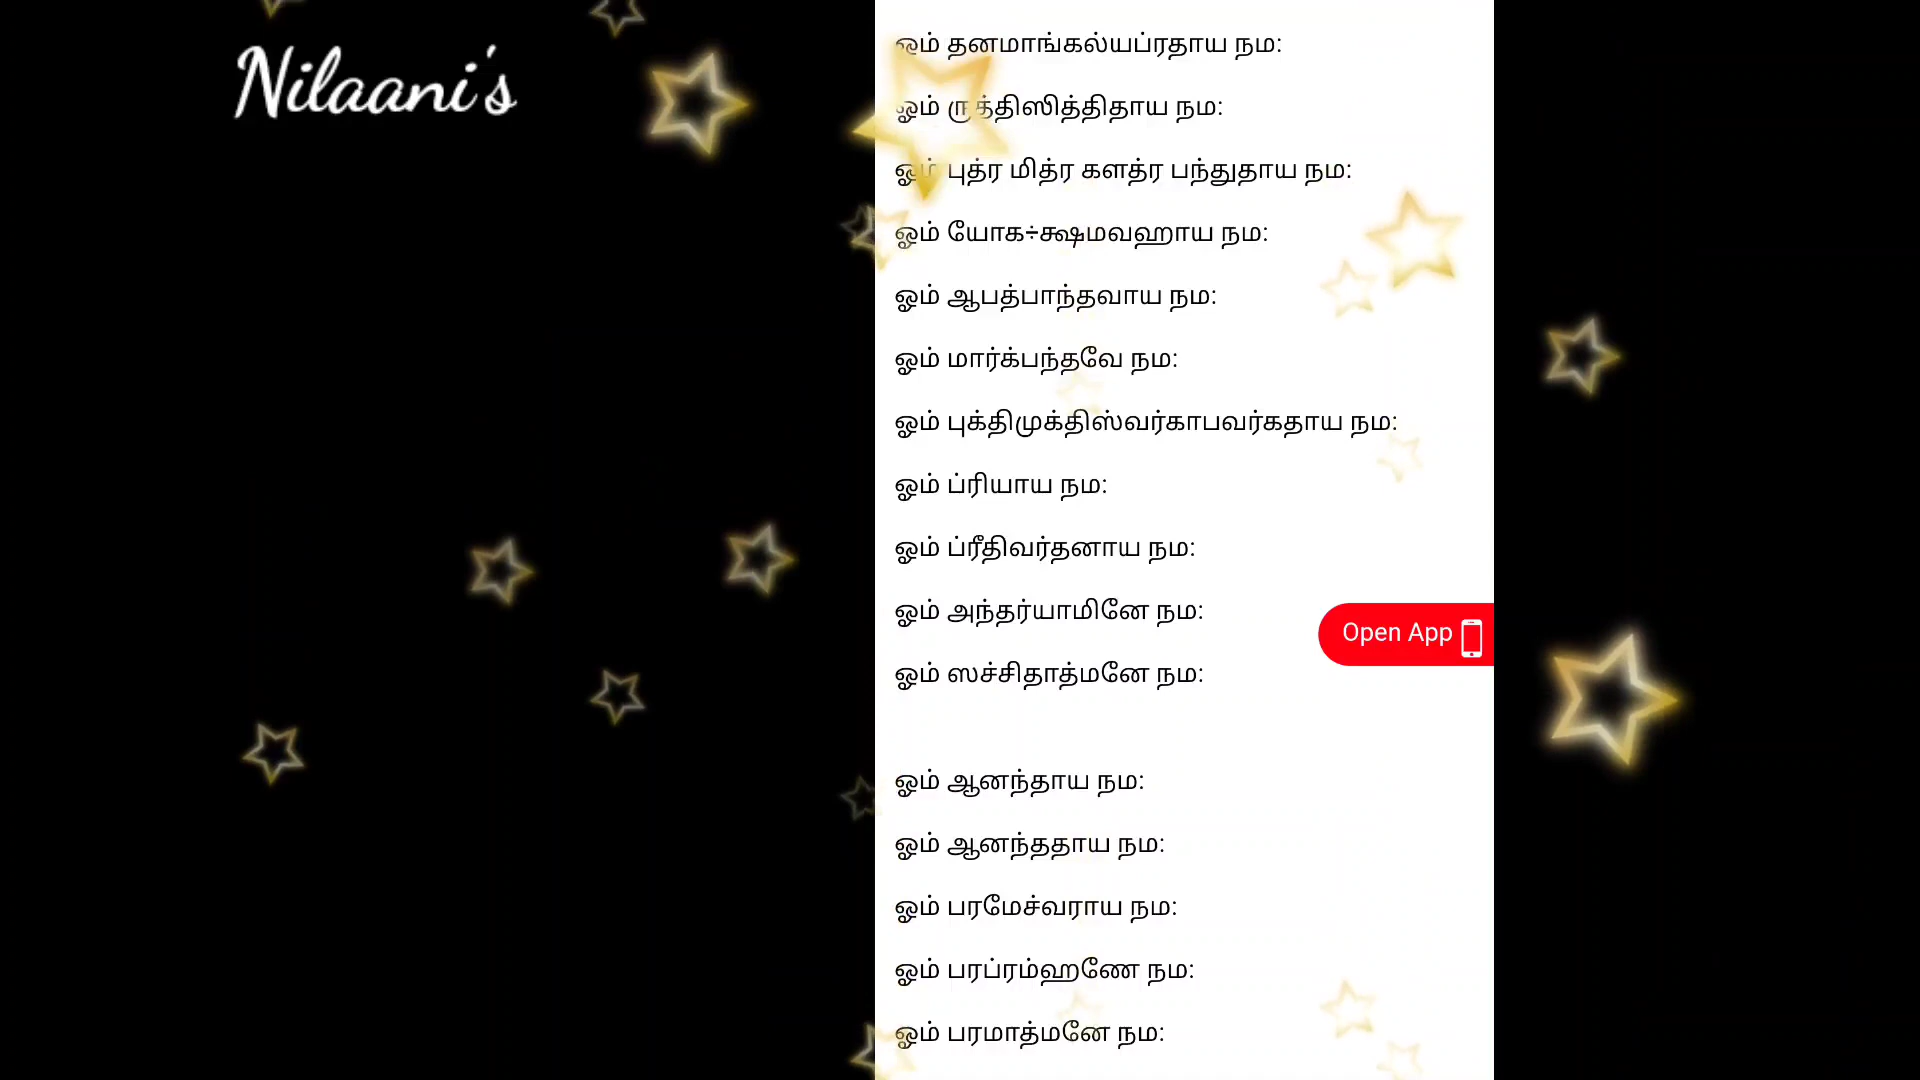 Nilaani's
ஓம் தனமாங்கல்யப்ரதாய நம:
ஓம் ருத்திஸித்திதாய நம:
ஓம் புத்ர மித்ர களத்ர பந்துதாய நம:
ஓம் யோக÷க்ஷமவஹாய நம:
ஓம் ஆபத்பாந்தவாய நம:
ஓம் மார்க்பந்தவே நம:
ஓம் புக்திமுக்திஸ்வர்காபவர்கதாய நம:
ஓம் ப்ரியாய நம:
ஓம் ப்ரீதிவர்தனாய நம:
ஓம் அந்தர்யாமினே நம:
Open App
ஓம் ஸச்சிதாத்மனே நம:
ஓம் ஆனந்தாய நம:
ஓம் ஆனந்ததாய நம:
ஓம் பரமேச்வராய நம:
ஓம் பரப்ரம்ஹணே நம:
ஓம் பரமாத்மனே நம: